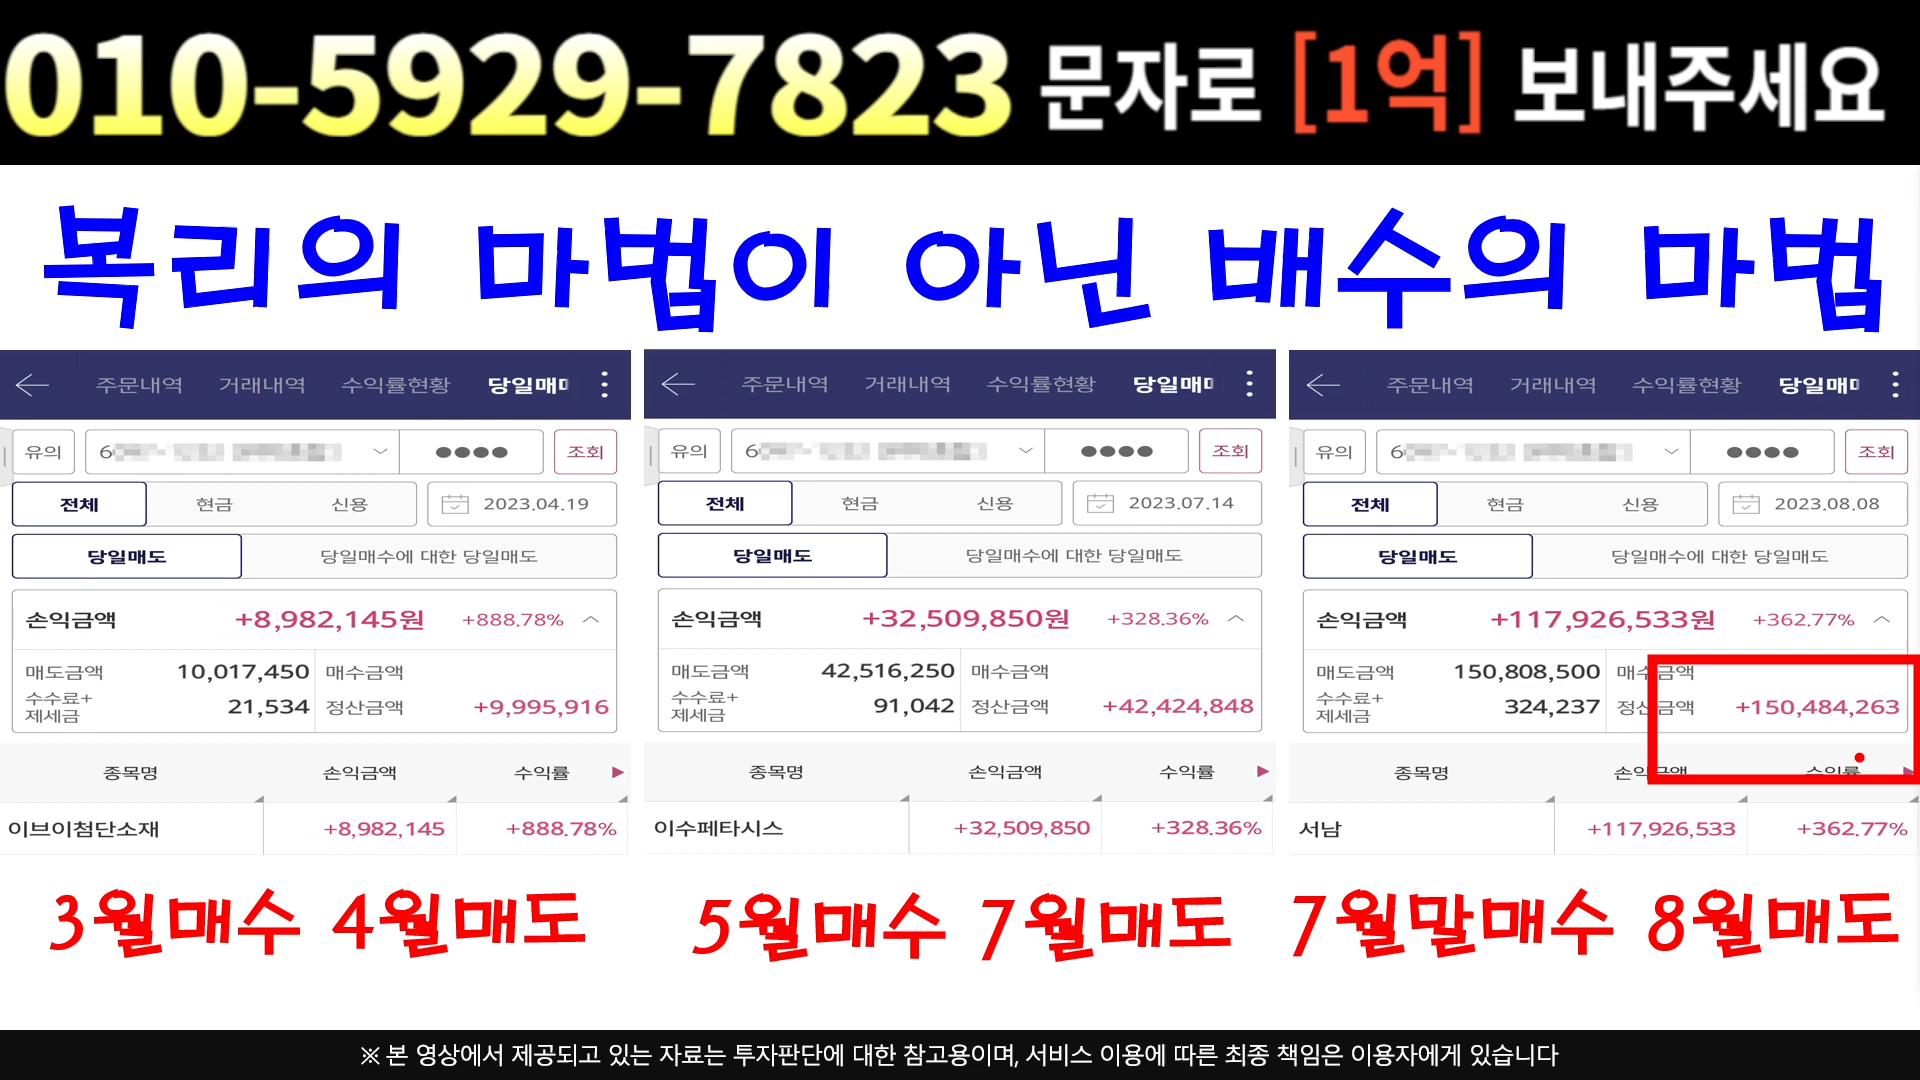 010-5929-7823 문자로 [1억] 보내주세요
복리의 마법이 아닌 배수의 마법
주문내역 거래내역 수익률현황 당일매
유의 6 ●●●● 조회
전체 현금 신용 2023.04.19
당일매도 당일매수에 대한 당일매도
손익금액 +8,982,145원 +888.78%
매도금액 10,017,450 매수금액
수수료+
제세금 21,534 정산금액 +9,995,916
종목명 손익금액 수익률
이브이첨단소재 +8,982,145 +888.78%
3월매수 4월매도
주문내역 거래내역 수익률현황 당일매
유의 6 ●●●● 조회
전체 현금 신용 2023.07.14
당일매도 당일매수에 대한 당일매도
손익금액 +32,509,850원 +328.36%
매도금액 42,516,250 매수금액
수수료+
제세금 91,042 정산금액 +42,424,848
종목명 손익금액 수익률
이수페타시스 +32,509,850 +328.36%
5월매수 7월매도
주문내역 거래내역 수익률현황 당일매
유의 6 ●●●● 조회
전체 현금 신용 2023.08.08
당일매도 당일매수에 대한 당일매도
손익금액 +117,926,533원 +362.77%
매도금액 150,808,500 매수금액
수수료+
제세금 324,237 정산금액 +150,484,263
종목명 손익금액 수익률
서남 +117,926,533 +362.77%
7월말매수 8월매도
※ 본 영상에서 제공되고 있는 자료는 투자판단에 대한 참고용이며, 서비스 이용에 따른 최종 책임은 이용자에게 있습니다